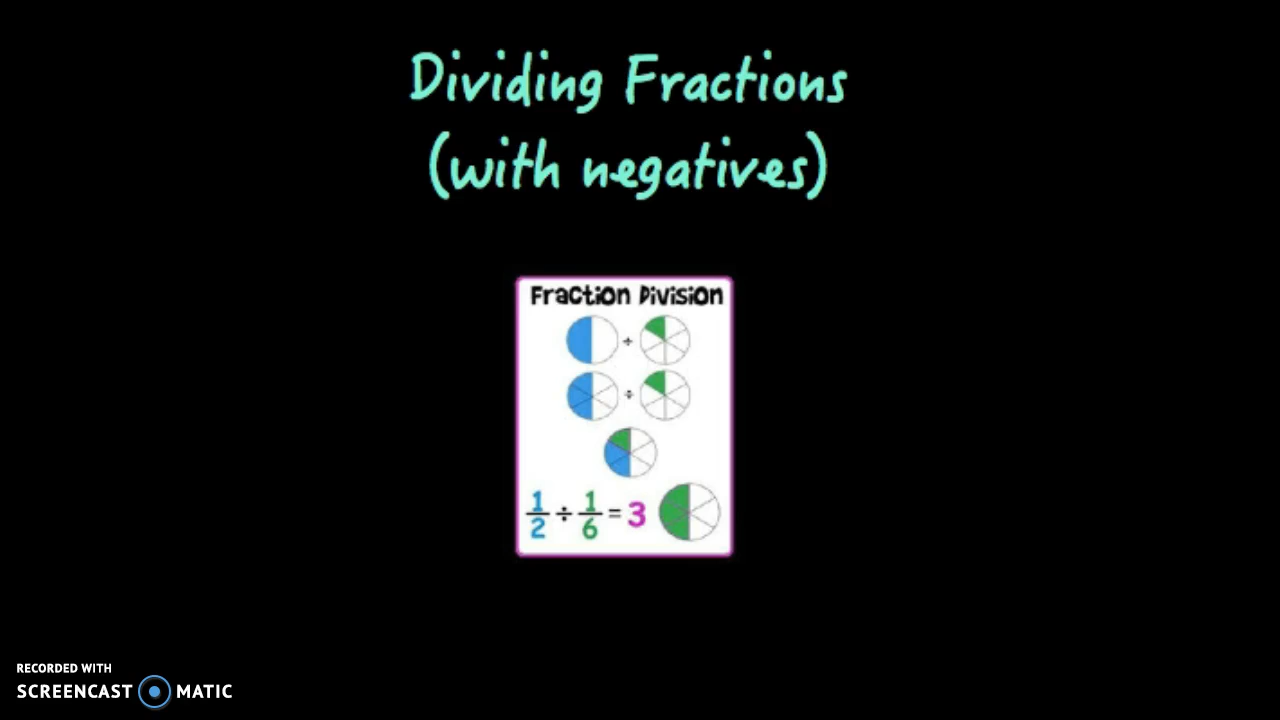 Dividing Fractions
(with negatives)
Fraction Division
÷
÷
1/2 ÷ 1/6 = 3
RECORDED WITH
SCREENCAST MATIC